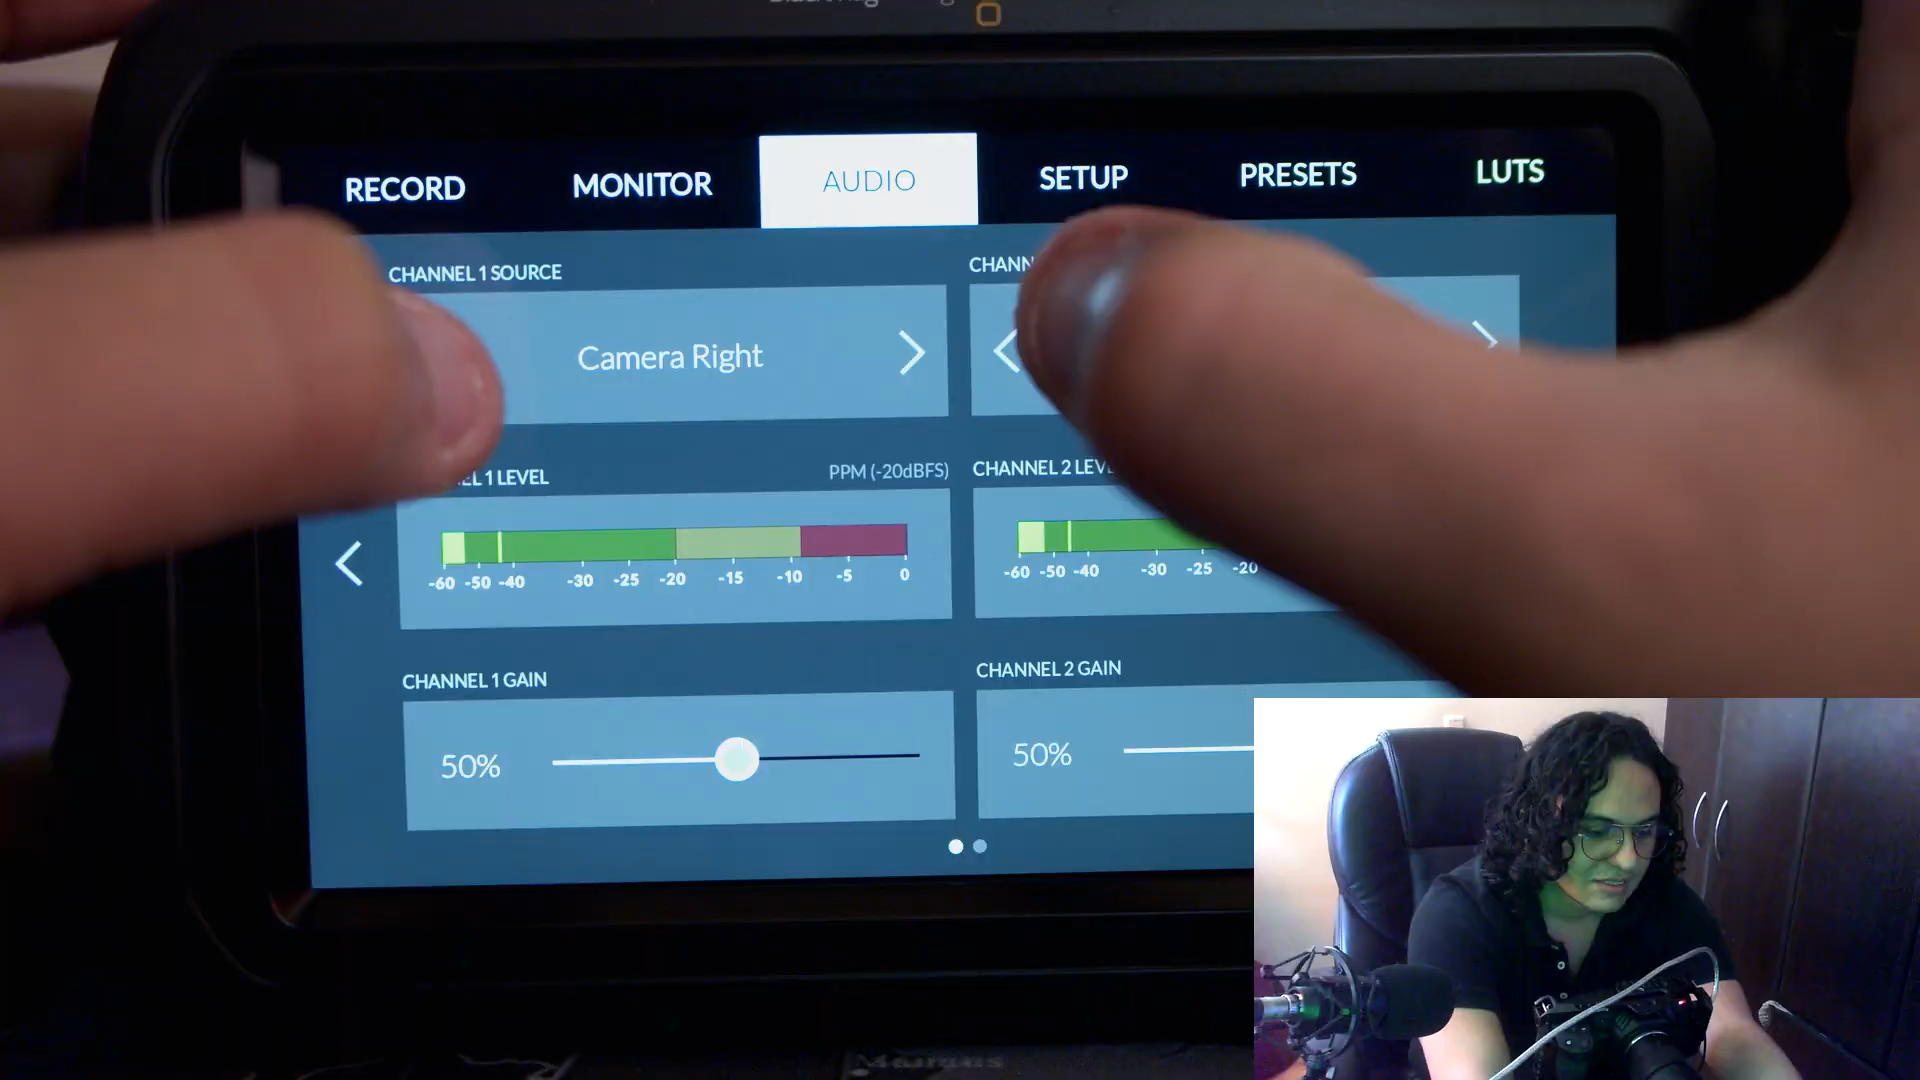 RECORD MONITOR AUDIO SETUP PRESETS LUTS
CHANNEL 1 SOURCE
Camera Right
1 LEVEL PPM (-20dBFS)
-60 -50 -40 -30 -25 -20 -15 -10 -5 0
CHANNEL 1 GAIN
50%
CHANNEL 2
-60 -50 -40 -30 -25 -20
CHANNEL 2 GAIN
50%